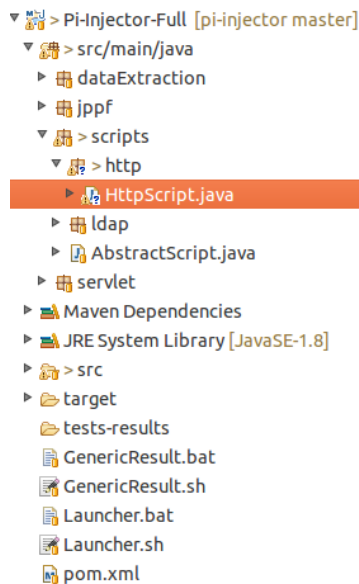 > Pi-Injector-Full [pi-injector master]
> src/main/java
dataExtraction
jppf
> scripts
> http
HttpScript.java
ldap
AbstractScript.java
servlet
Maven Dependencies
JRE System Library [JavaSE-1.8]
> src
target
tests-results
GenericResult.bat
GenericResult.sh
Launcher.bat
Launcher.sh
pom.xml